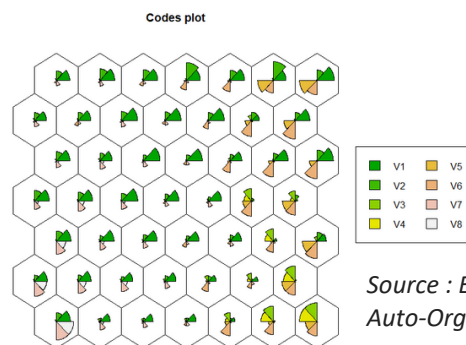 Codes plot
V1 V5
V2 V6
V3 V7
V4 V8
Source :
Auto-Org